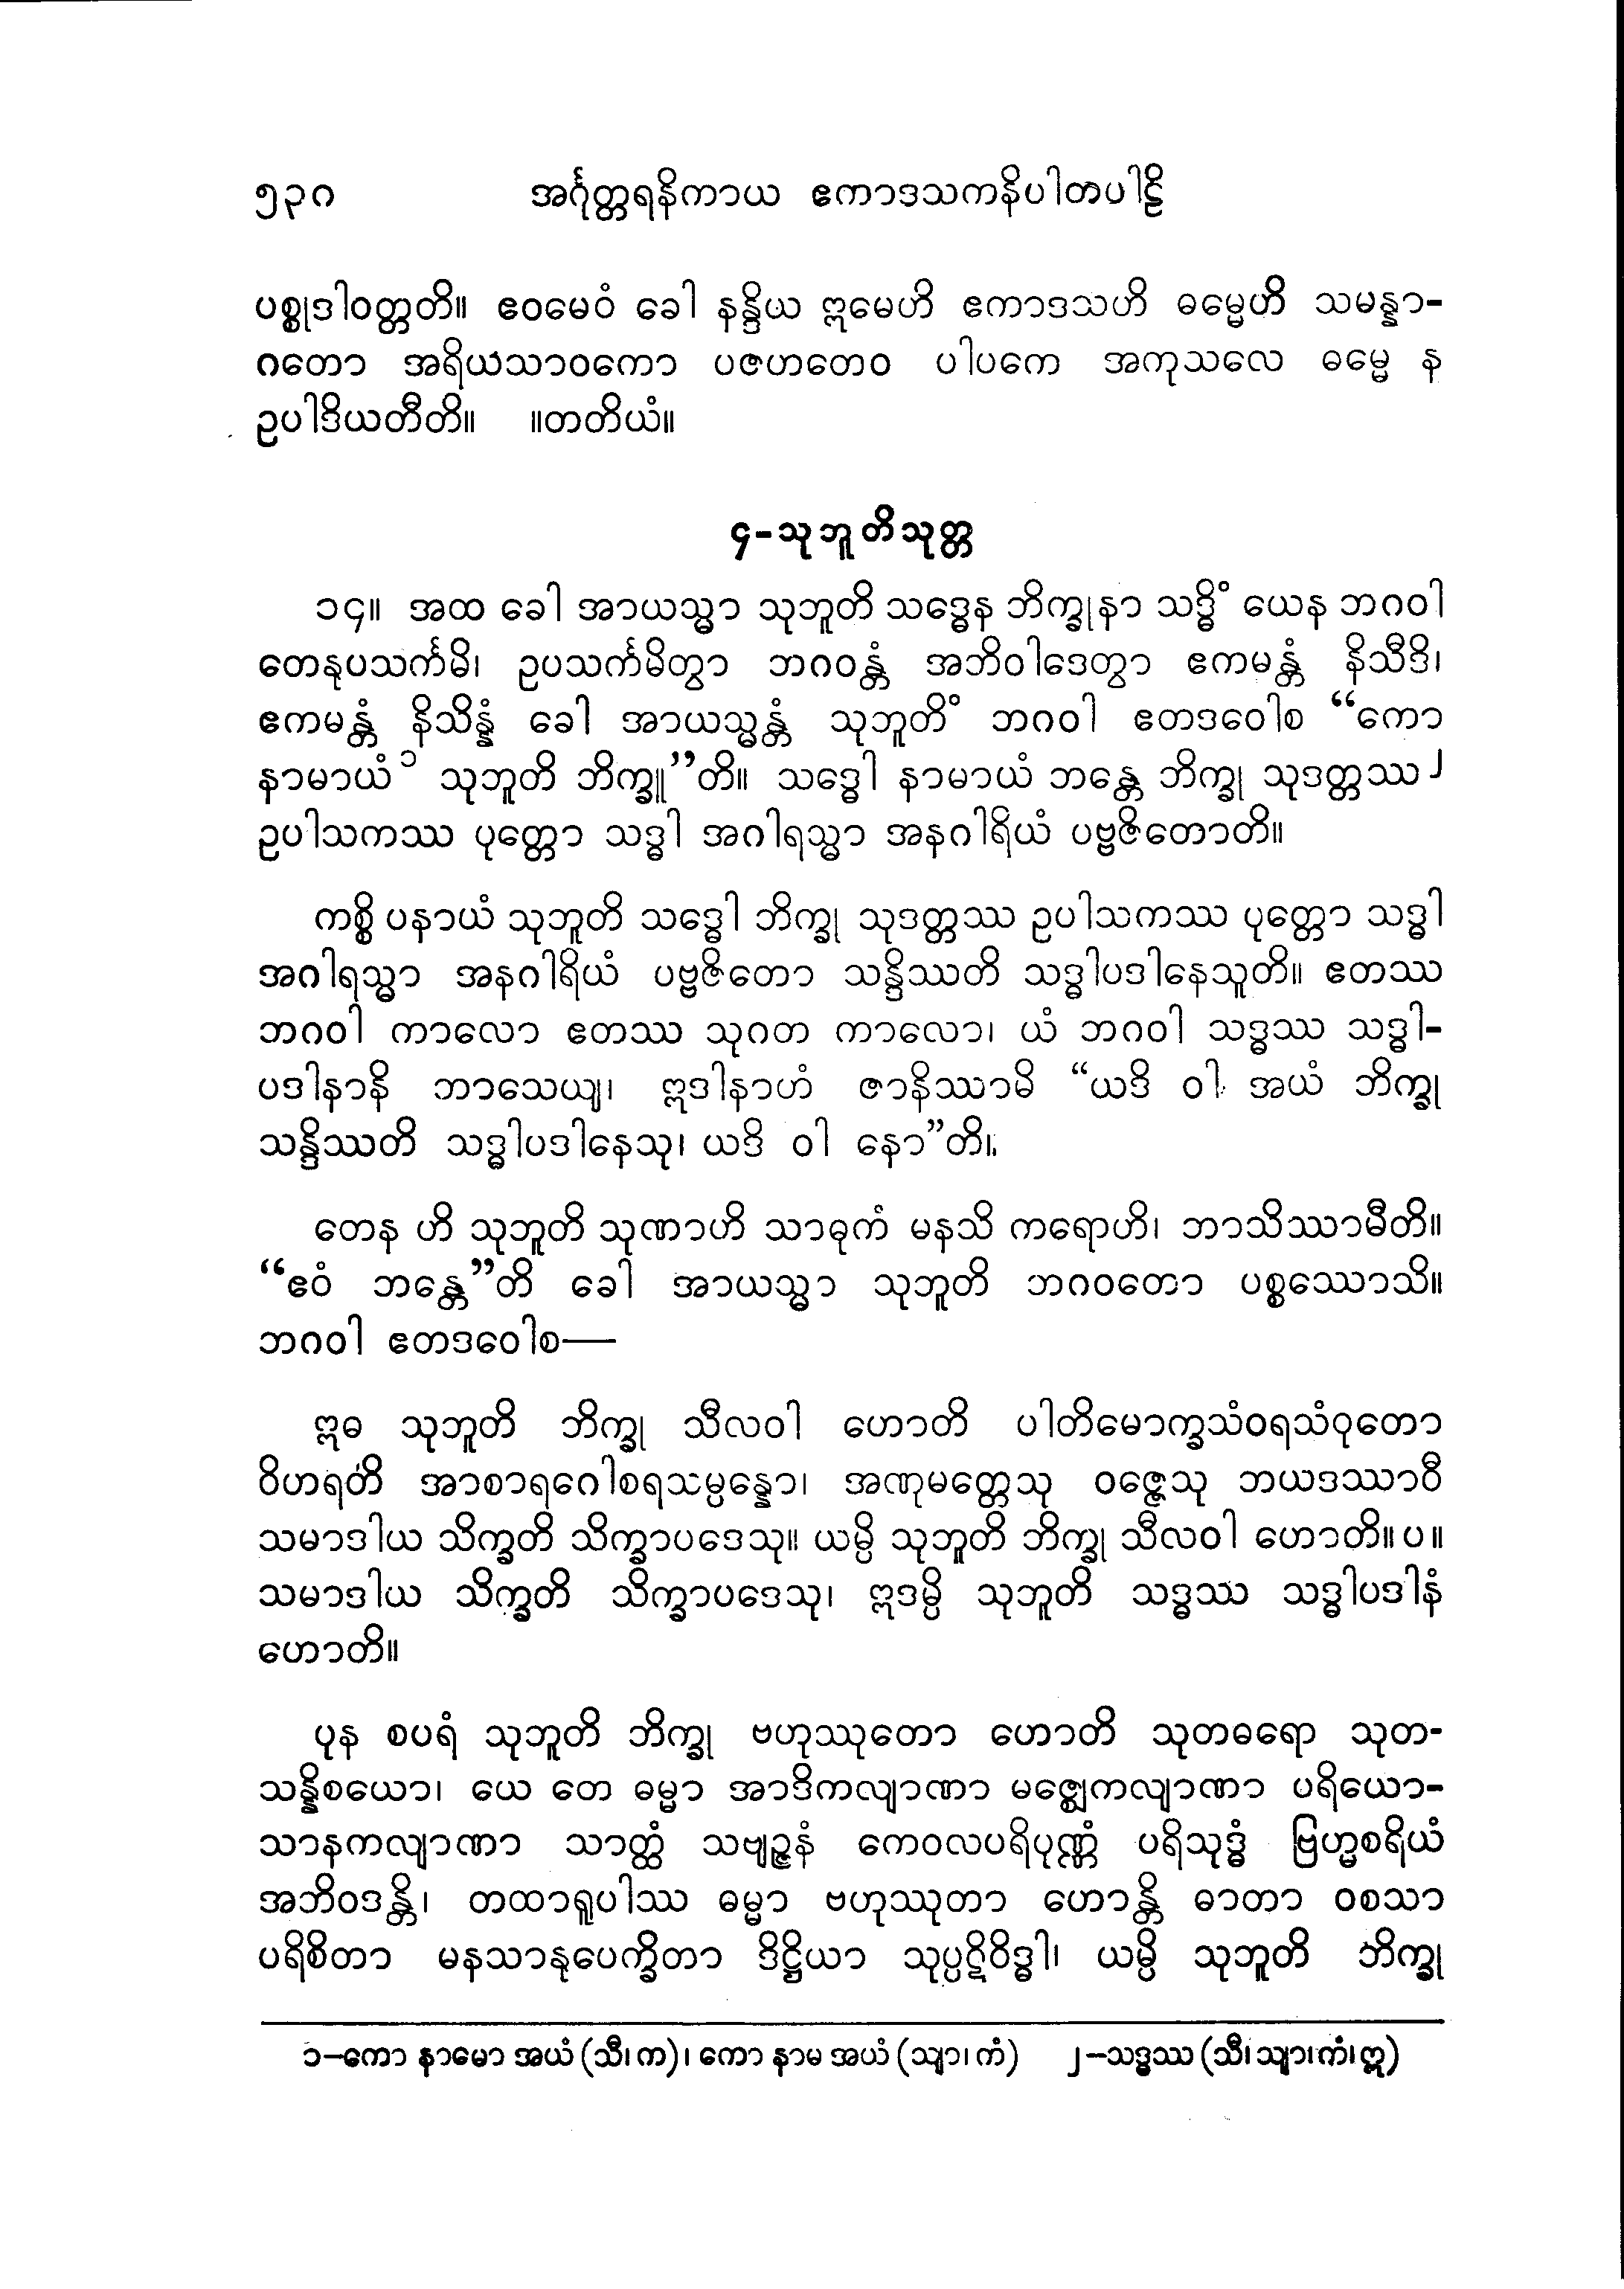 ၅၃၀ အင်္ဂုတ္တရနိကာယ ဧကာဒသကနိပါတပါဠိ
ပစ္စုဒါဝတ္တတိ။ ဧဝမေဝံ ခေါ နန္ဒိယ ဣမေဟိ ဧကာဒသဟိ ဓမ္မေဟိ သမန္နာ-
ဂတော အရိယသာဝကော ပဇဟတေဝ ပါပကေ အကုသလေ ဓမ္မေ န
ဥပါဒိယတီတိ။ ။တတိယံ။
၄-သုဘူတိသုတ္တ
၁၄။ အထ ခေါ အာယသ္မာ သုဘူတိ သဒ္ဓေန ဘိက္ခုနာ သဒ္ဓိံ ယေန ဘဂဝါ
တေနုပသင်္ကမိ၊ ဥပသင်္ကမိတွာ ဘဂဝန္တံ အဘိဝါဒေတွာ ဧကမန္တံ နိသီဒိ၊
ဧကမန္တံ နိသိန္နံ ခေါ အာယသ္မန္တံ သုဘူတိံ ဘဂဝါ ဧတဒဝေါစ “ကော
နာမာယံ ၁ သုဘူတိ ဘိက္ခူ”တိ။ သဒ္ဓေါ နာမာယံ ဘန္တေ ဘိက္ခု သုဒတ္တဿ ၂
ဥပါသကဿ ပုတ္တော သဒ္ဓါ အဂါရသ္မာ အနဂါရိယံ ပဗ္ဗဇိတောတိ။
ကစ္စိ ပနာယံ သုဘူတိ သဒ္ဓေါ ဘိက္ခု သုဒတ္တဿ ဥပါသကဿ ပုတ္တော သဒ္ဓါ
အဂါရသ္မာ အနဂါရိယံ ပဗ္ဗဇိတော သန္ဒိဿတိ သဒ္ဓါပဒါနေသူတိ။ ဧတဿ
ဘဂဝါ ကာလော ဧတဿ သုဂတ ကာလော၊ ယံ ဘဂဝါ သဒ္ဓဿ သဒ္ဓါ-
ပဒါနာနိ ဘာသေယျ၊ ဣဒါနာဟံ ဇာနိဿာမိ “ယဒိ ဝါ အယံ ဘိက္ခု
သန္ဒိဿတိ သဒ္ဓါပဒါနေသု၊ ယဒိ ဝါ နော”တိ။
တေန ဟိ သုဘူတိ သုဏာဟိ သာဓုကံ မနသိ ကရောဟိ၊ ဘာသိဿာမီတိ။
“ဧဝံ ဘန္တေ”တိ ခေါ အာယသ္မာ သုဘူတိ ဘဂဝတော ပစ္စဿောသိ။
ဘဂဝါ ဧတဒဝေါစ—
ဣဓ သုဘူတိ ဘိက္ခု သီလဝါ ဟောတိ ပါတိမောက္ခသံဝရသံဝုတော
ဝိဟရတိ အာစာရဂေါစရသမ္ပန္နော၊ အဏုမတ္တေသု ဝဇ္ဇေသု ဘယဒဿာဝီ
သမာဒါယ သိက္ခတိ သိက္ခာပဒေသု။ ယမ္ပိ သုဘူတိ ဘိက္ခု သီလဝါ ဟောတိ။ပ။
သမာဒါယ သိက္ခတိ သိက္ခာပဒေသု၊ ဣဒမ္ပိ သုဘူတိ သဒ္ဓဿ သဒ္ဓါပဒါနံ
ဟောတိ။
ပုန စပရံ သုဘူတိ ဘိက္ခု ဗဟုဿုတော ဟောတိ သုတဓရော သုတ-
သန္နိစယော၊ ယေ တေ ဓမ္မာ အာဒိကလျာဏာ မဇ္ဈေကလျာဏာ ပရိယော-
သာနကလျာဏာ သာတ္ထံ သဗျဉ္ဇနံ ကေဝလပရိပုဏ္ဏံ ပရိသုဒ္ဓံ ဗြဟ္မစရိယံ
အဘိဝဒန္တိ၊ တထာရူပါဿ ဓမ္မာ ဗဟုဿုတာ ဟောန္တိ ဓာတာ ဝစသာ
ပရိစိတာ မနသာနုပေက္ခိတာ ဒိဋ္ဌိယာ သုပ္ပဋိဝိဒ္ဓါ၊ ယမ္ပိ သုဘူတိ ဘိက္ခု
၁–ကော နာမော အယံ (သီ၊ က)၊ ကော နာမ အယံ (သျာ၊ ကံ) ၂–သဒ္ဓဿ (သီ၊ သျာ၊ ကံ၊ ဣ)